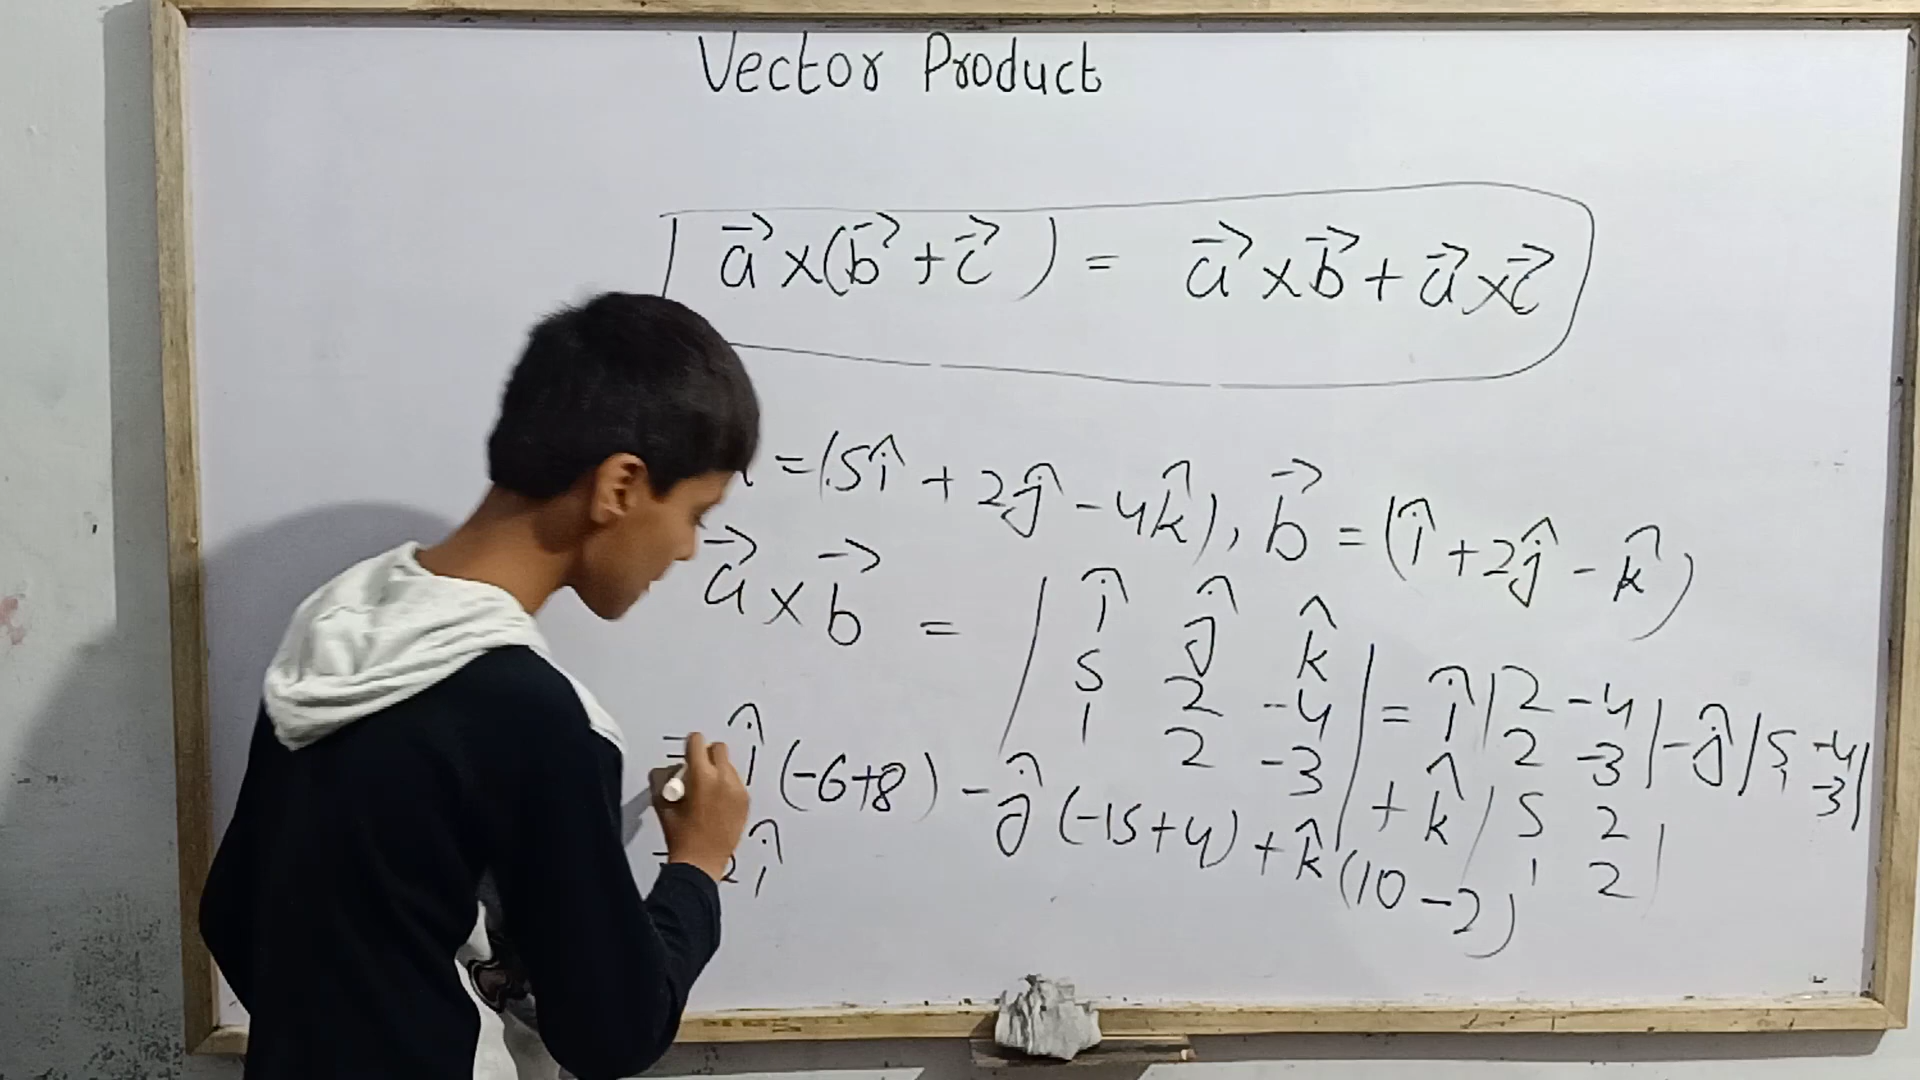 Vector Product
a⃗ ×(b⃗ + c⃗ ) = a⃗ × b⃗ + a⃗ × c⃗
= (5î + 2ĵ - 4k̂), b⃗ = (î + 2ĵ - k̂)
a⃗ × b⃗ = | î ĵ k̂
5 2 -4
1 2 -3 | = î | 2 -4
2 -3 | - ĵ | 5 -4
1 -3 |
+ k̂ | 5 2
1 2 |
= î (-6+8) - ĵ (-15+4) + k̂ (10-2)
= 2î